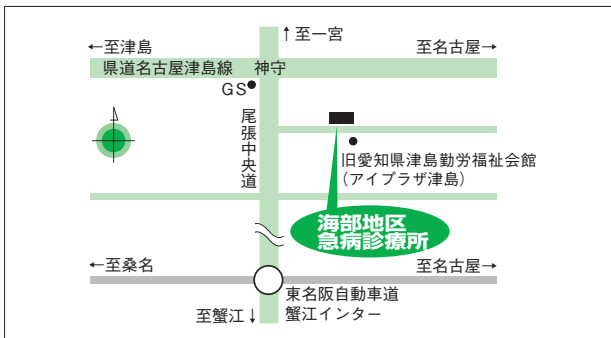 ↑至一宮
←至津島
至名古屋→
県道名古屋津島線　神守
GS
尾張中央道
旧愛知県津島勤労福祉会館
(アイプラザ津島)
海部地区
急病診療所
←至桑名
至名古屋→
東名阪自動車道
蟹江インター
至蟹江↓